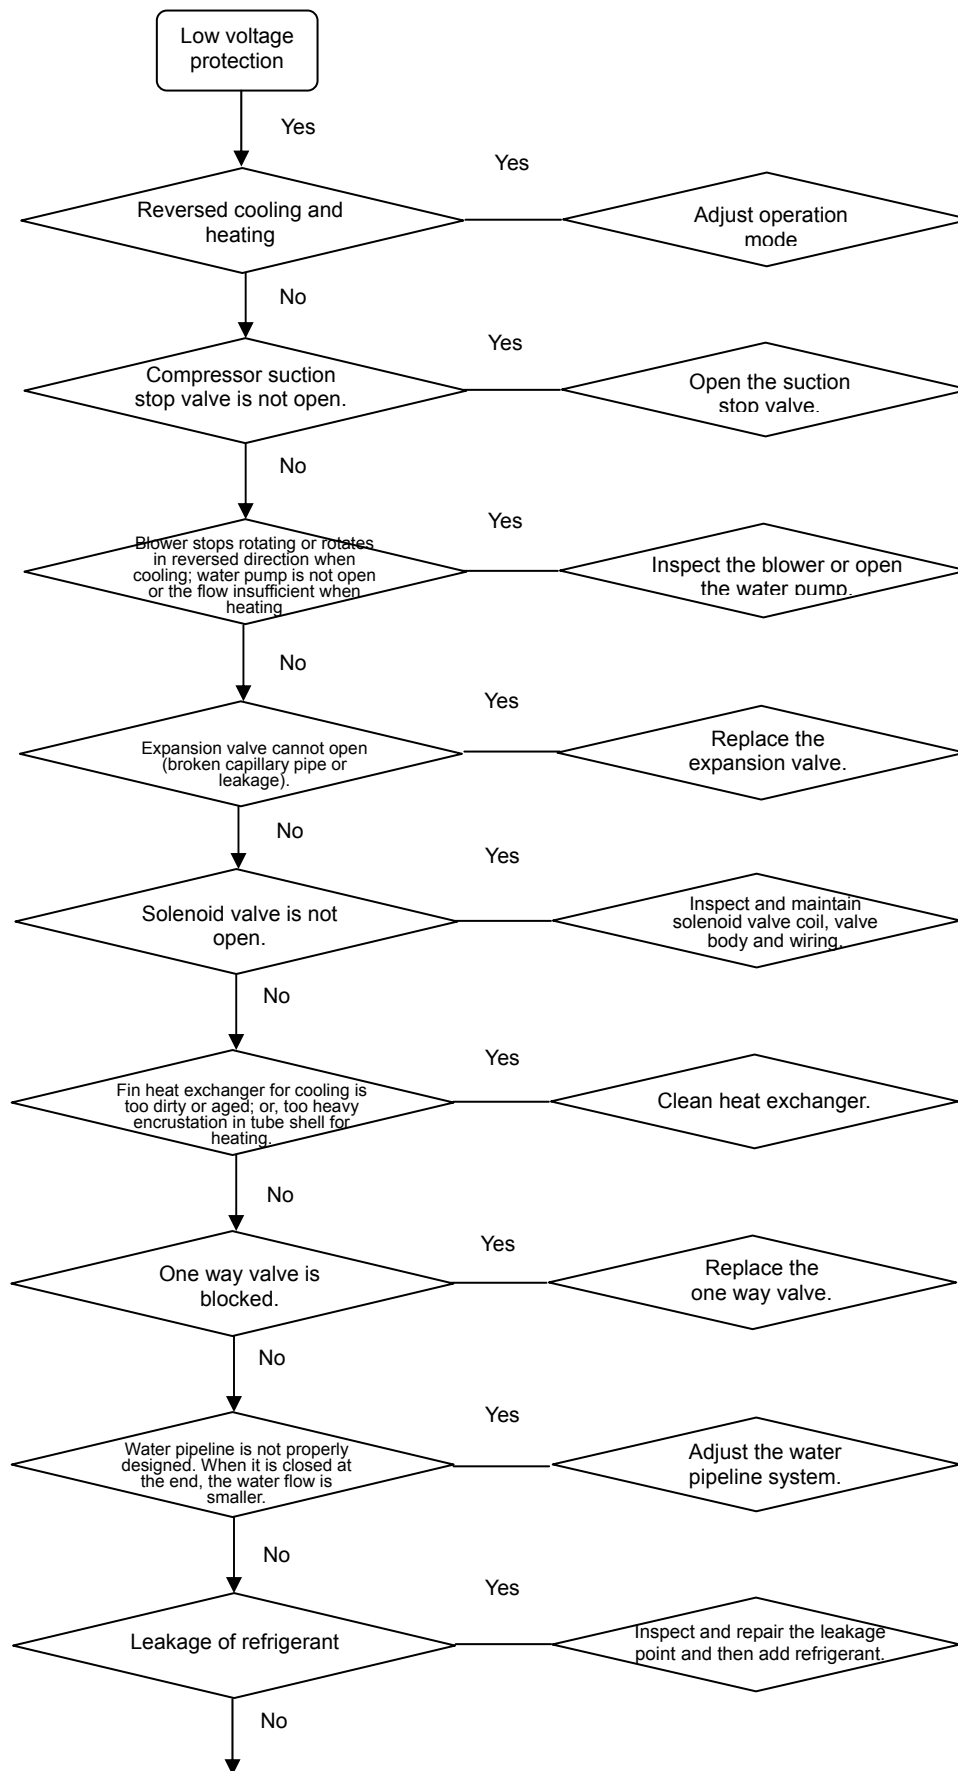 Low voltage
protection
Yes
Yes
Reversed cooling and
heating
Adjust operation
mode
No
Yes
Compressor suction
stop valve is not open.
Open the suction
stop valve.
No
Yes
Blower stops rotating or rotates
in reversed direction when
cooling; water pump is not open
or the flow insufficient when
heating
Inspect the blower or open
the water pump.
No
Yes
Expansion valve cannot open
(broken capillary pipe or
leakage).
Replace the
expansion valve.
No
Yes
Solenoid valve is not
open.
Inspect and maintain
solenoid valve coil, valve
body and wiring.
No
Yes
Fin heat exchanger for cooling is
too dirty or aged; or, too heavy
encrustation in tube shell for
heating.
Clean heat exchanger.
No
Yes
One way valve is
blocked.
Replace the
one way valve.
No
Yes
Water pipeline is not properly
designed. When it is closed at
the end, the water flow is
smaller.
Adjust the water
pipeline system.
No
Yes
Leakage of refrigerant
Inspect and repair the leakage
point and then add refrigerant.
No